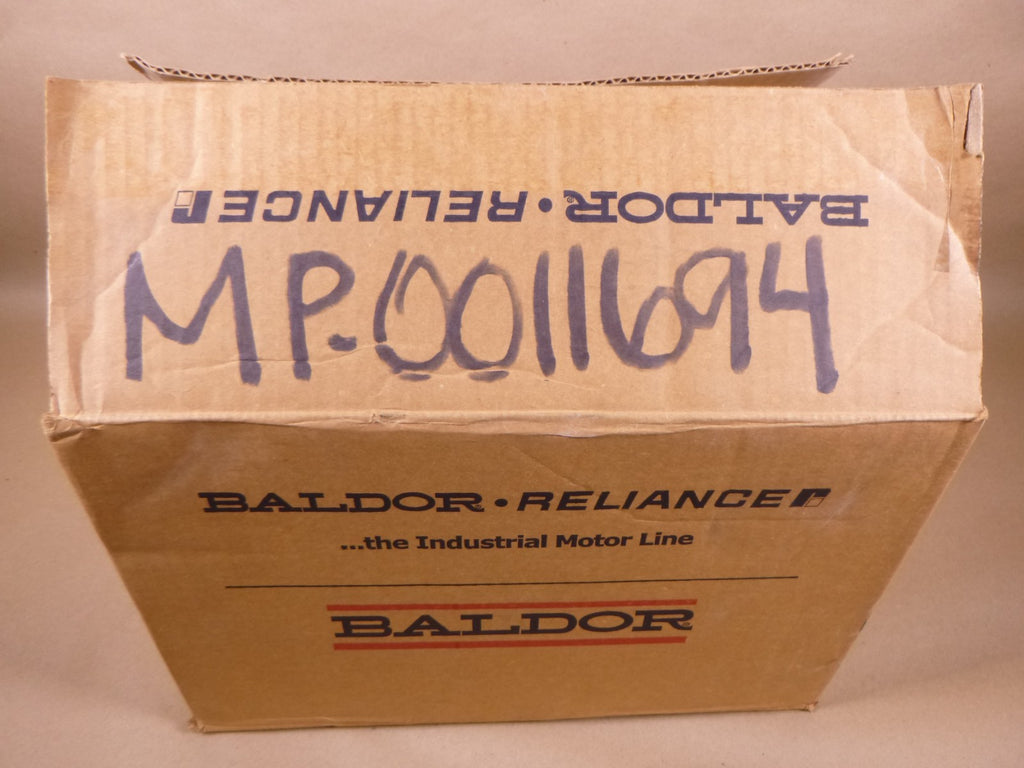 BALDOR • RELIANCE
MP.0011694
BALDOR • RELIANCE
...the Industrial Motor Line
BALDOR